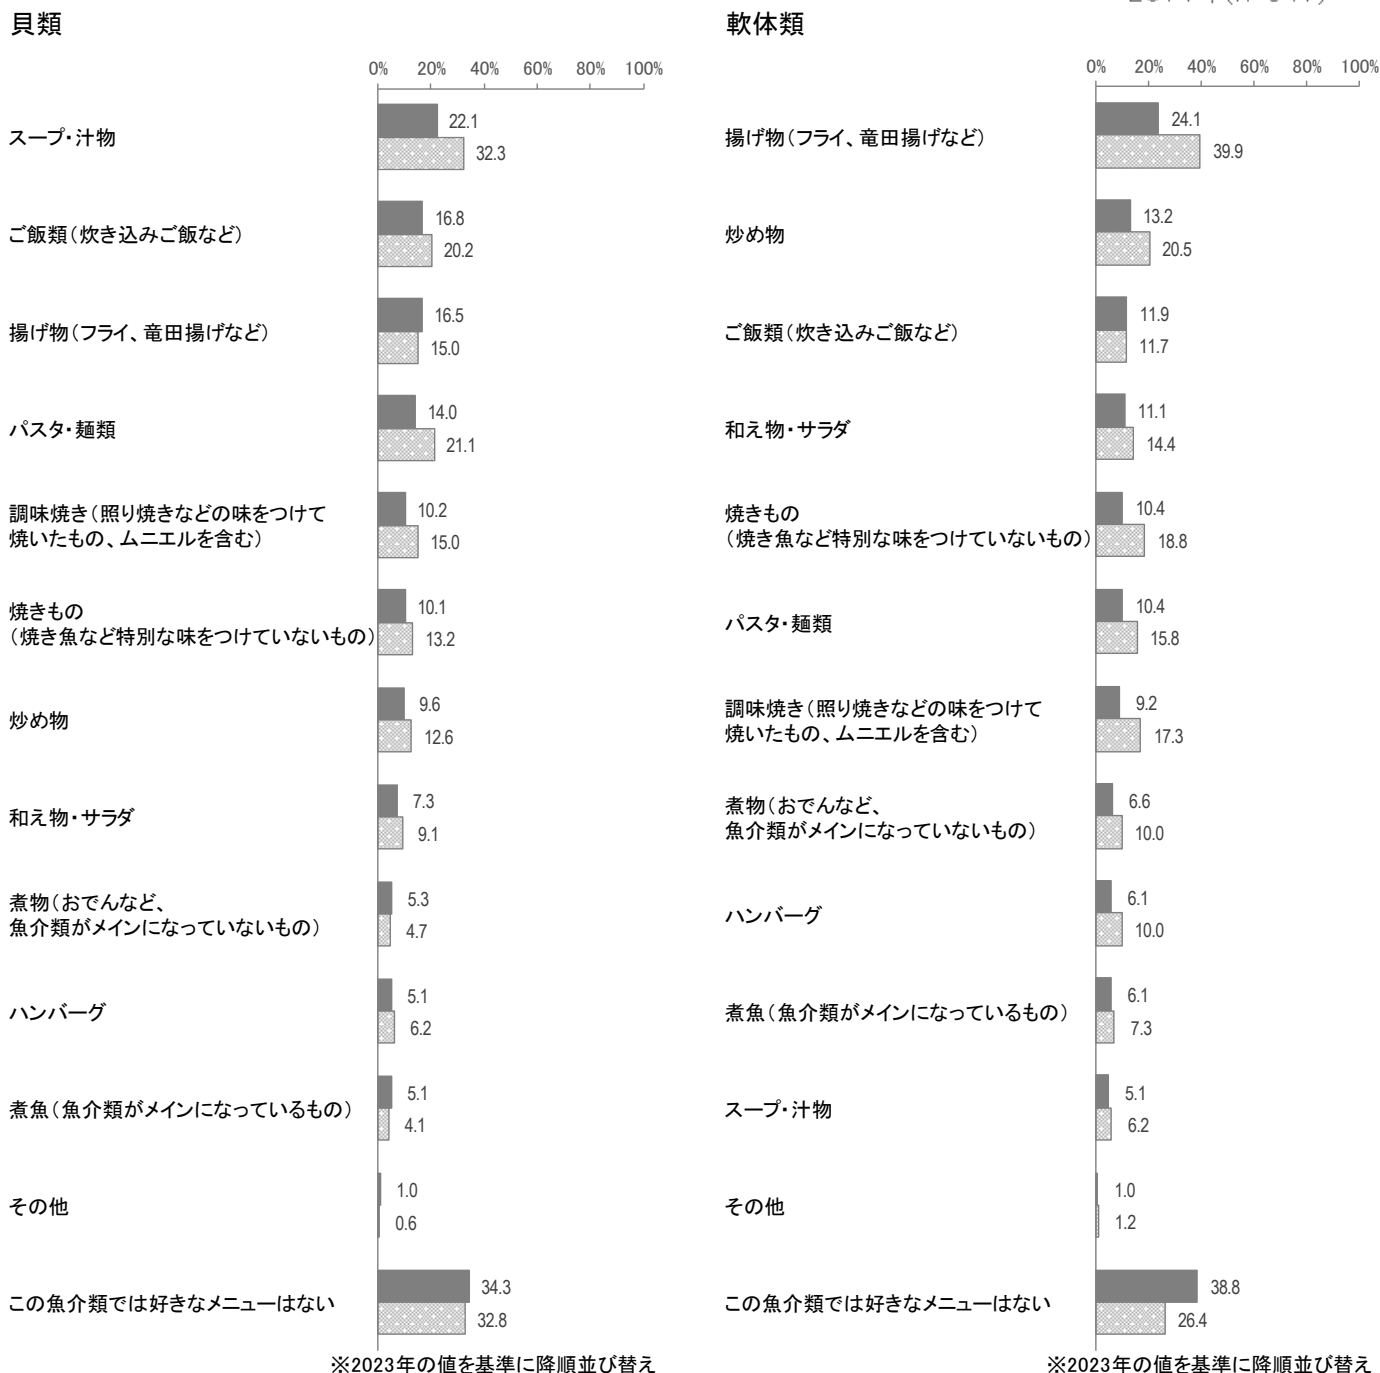 貝類
0% 20% 40% 60% 80% 100%
スープ・汁物
22.1
32.3
ご飯類(炊き込みご飯など)
16.8
20.2
揚げ物(フライ、竜田揚げなど)
16.5
15.0
パスタ・麺類
14.0
21.1
調味焼き(照り焼きなどの味をつけて
焼いたもの、ムニエルを含む)
10.2
15.0
焼きもの
(焼き魚など特別な味をつけていないもの)
10.1
13.2
炒め物
9.6
12.6
和え物・サラダ
7.3
9.1
煮物(おでんなど、
魚介類がメインになっていないもの)
5.3
4.7
ハンバーグ
5.1
6.2
煮魚(魚介類がメインになっているもの)
5.1
4.1
その他
1.0
0.6
この魚介類では好きなメニューはない
34.3
32.8
※2023年の値を基準に降順並び替え
軟体類
0% 20% 40% 60% 80% 100%
揚げ物(フライ、竜田揚げなど)
24.1
39.9
炒め物
13.2
20.5
ご飯類(炊き込みご飯など)
11.9
11.7
和え物・サラダ
11.1
14.4
焼きもの
(焼き魚など特別な味をつけていないもの)
10.4
18.8
パスタ・麺類
10.4
15.8
調味焼き(照り焼きなどの味をつけて
焼いたもの、ムニエルを含む)
9.2
17.3
煮物(おでんなど、
魚介類がメインになっていないもの)
6.6
10.0
ハンバーグ
6.1
10.0
煮魚(魚介類がメインになっているもの)
6.1
7.3
スープ・汁物
5.1
6.2
その他
1.0
1.2
この魚介類では好きなメニューはない
38.8
26.4
※2023年の値を基準に降順並び替え